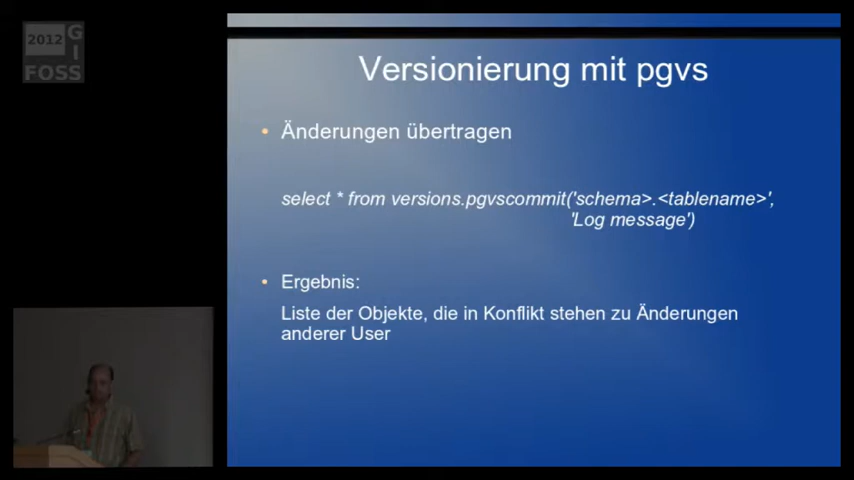 2012
GI
FOSS
Versionierung mit pgvs
Änderungen übertragen
select * from versions.pgvscommit('schema>.<tablename>',
'Log message')
Ergebnis:
Liste der Objekte, die in Konflikt stehen zu Änderungen
anderer User